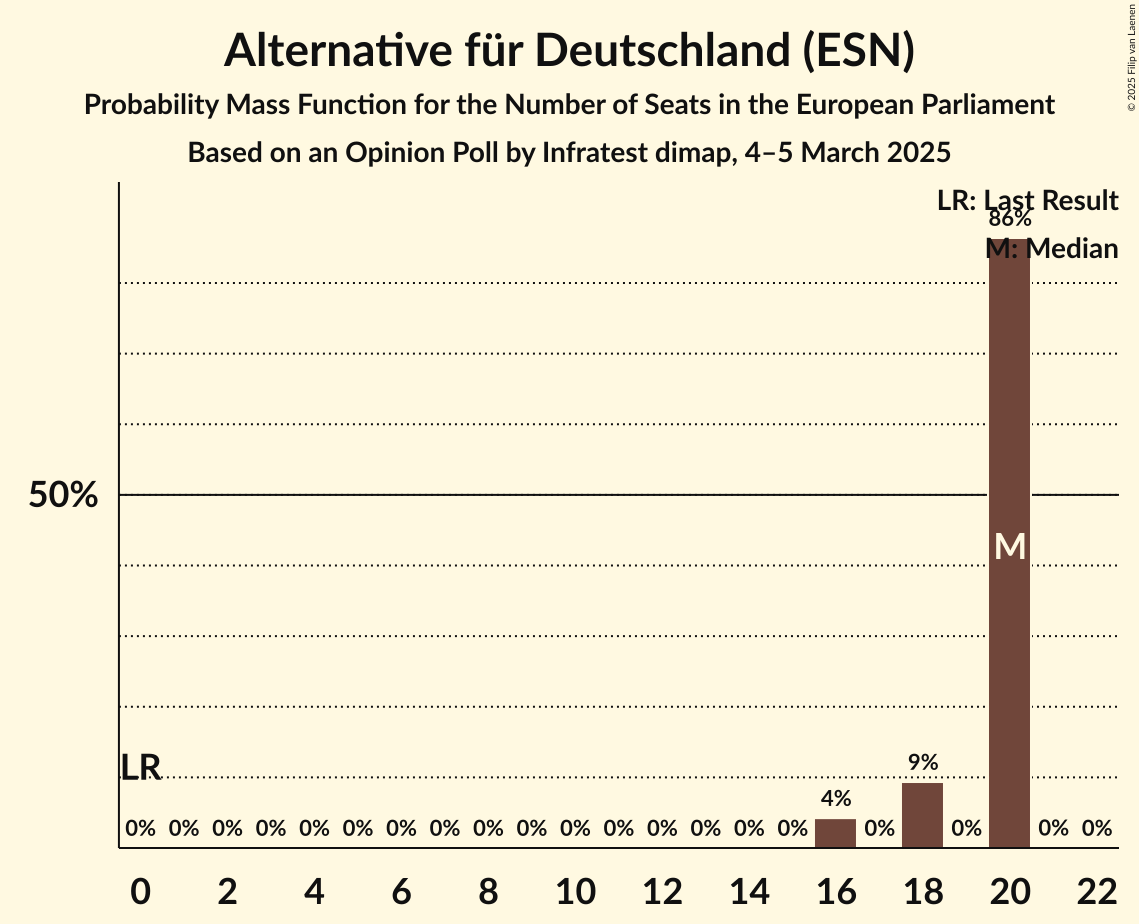 Alternative für Deutschland (ESN)
Probability Mass Function for the Number of Seats in the European Parliament
Based on an Opinion Poll by Infratest dimap, 4–5 March 2025
© 2025 Filip van Laenen
LR: Last Result
86%
M: Median
50%
M
LR
9%
4%
0% 0% 0% 0% 0% 0% 0% 0% 0% 0% 0% 0% 0% 0% 0% 0% 0% 0% 0% 0%
0 2 4 6 8 10 12 14 16 18 20 22